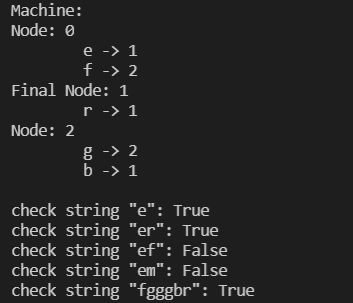 Machine:
Node: 0
e -> 1
f -> 2
Final Node: 1
r -> 1
Node: 2
g -> 2
b -> 1
check string "e": True
check string "er": True
check string "ef": False
check string "em": False
check string "fgggbr": True